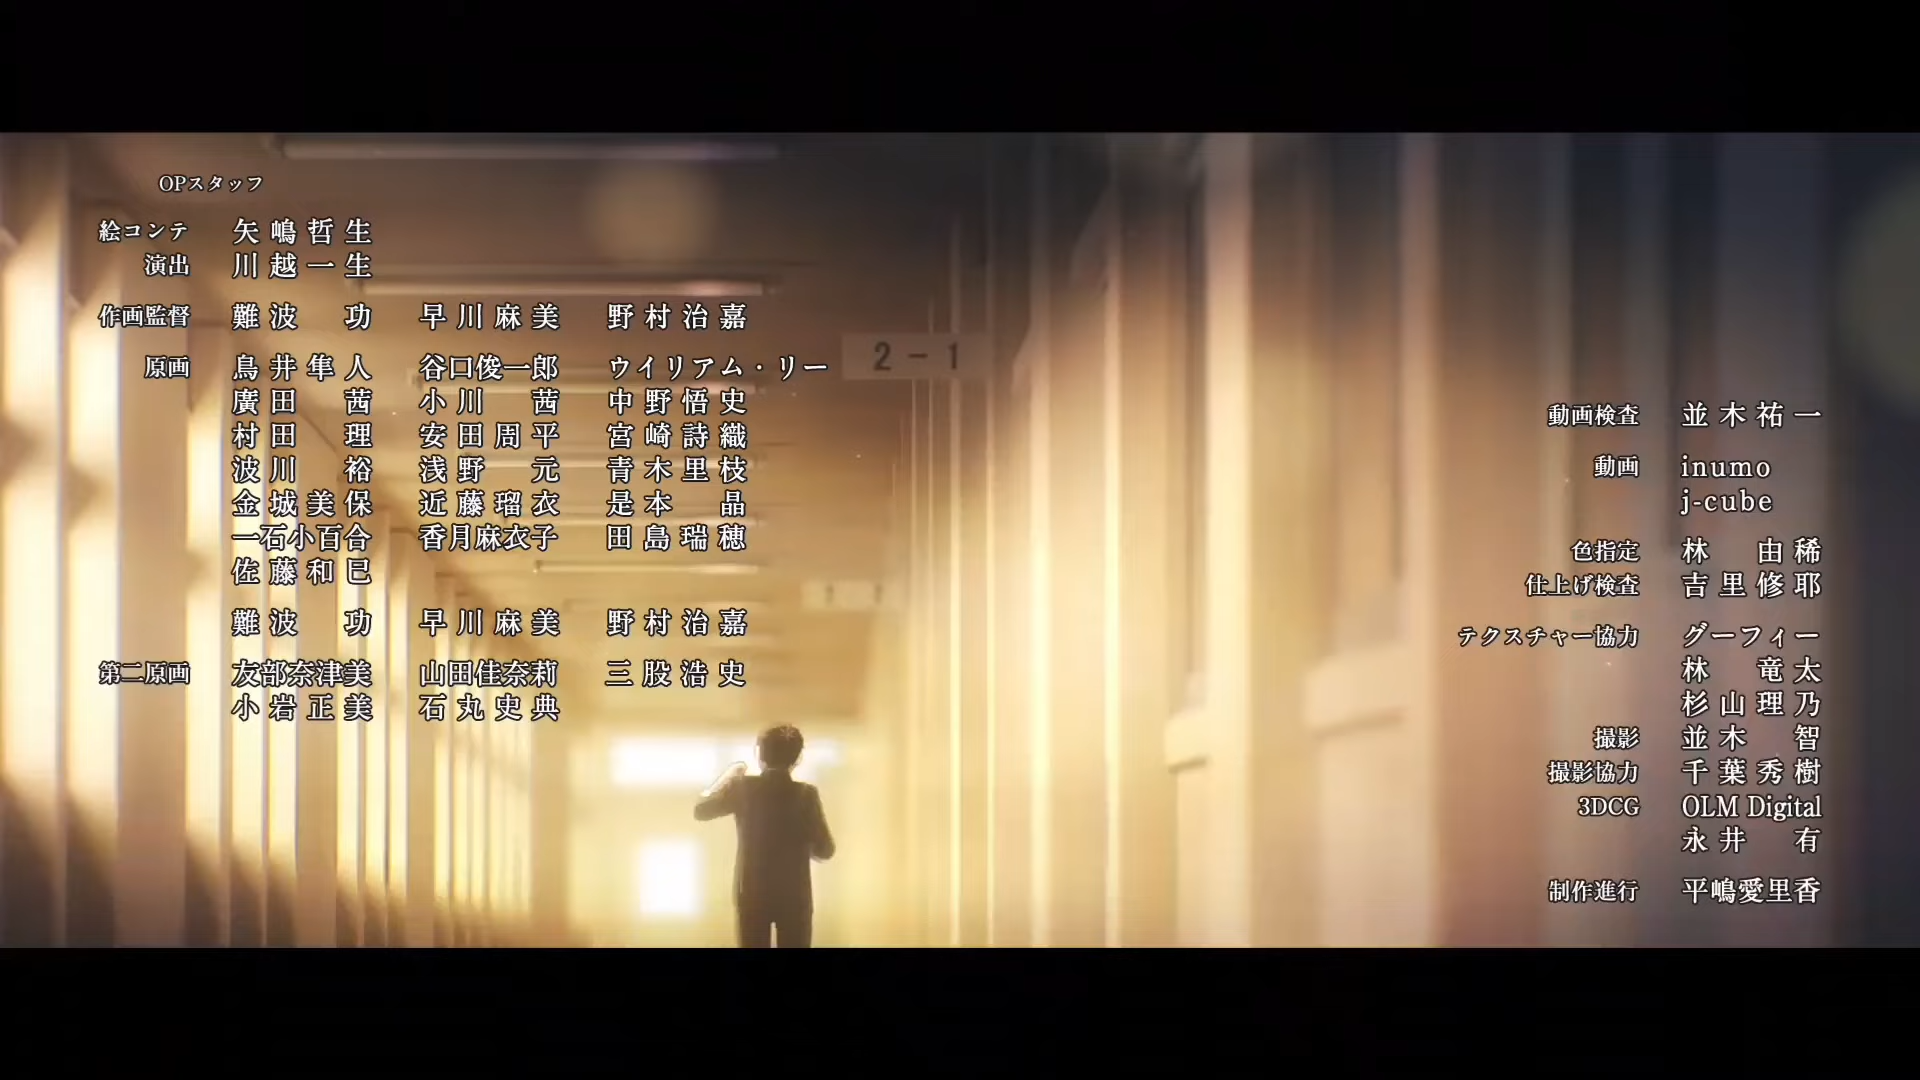 OPスタッフ
絵コンテ 矢嶋哲生
演出 川越一生
作画監督 難波 功 早川麻美 野村治嘉
原画 鳥井隼人 谷口俊一郎 ウイリアム・リー
廣田 茜 小川 茜 中野悟史
村田 理 安田周平 宮崎詩織
波川 裕 浅野 元 青木里枝
金城美保 近藤瑠衣 是本 晶
一石小百合 香月麻衣子 田島瑞穂
佐藤和巳
難波 功 早川麻美 野村治嘉
第二原画 友部奈津美 山田佳奈莉 三股浩史
小岩正美 石丸史典
2-1
動画検査 並木祐一
動画 inumo
j-cube
色指定 林 由稀
仕上げ検査 吉里修耶
テクスチャー協力 グーフィー
林 竜太
杉山理乃
撮影 並木 智
撮影協力 千葉秀樹
3DCG OLM Digital
永井 有
制作進行 平嶋愛里香